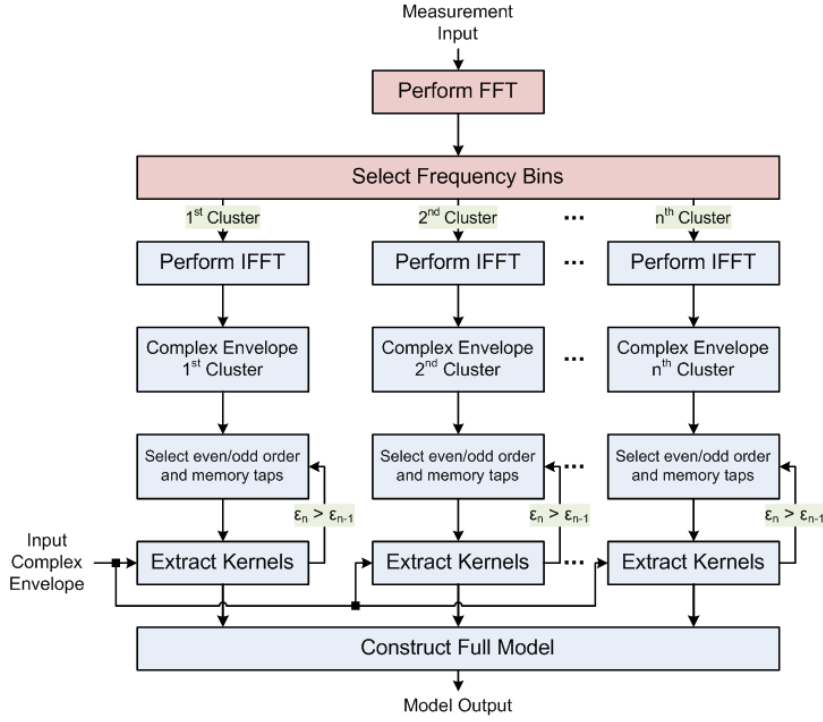 Measurement
Input
Perform FFT
Select Frequency Bins
1st Cluster
2nd Cluster
...
nth Cluster
Perform IFFT
Perform IFFT
...
Perform IFFT
Complex Envelope
1st Cluster
Complex Envelope
2nd Cluster
...
Complex Envelope
nth Cluster
Select even/odd order
and memory taps
Select even/odd order
and memory taps
...
Select even/odd order
and memory taps
εn > εn-1
εn > εn-1
εn > εn-1
Input
Complex
Envelope
Extract Kernels
Extract Kernels
...
Extract Kernels
Construct Full Model
Model Output